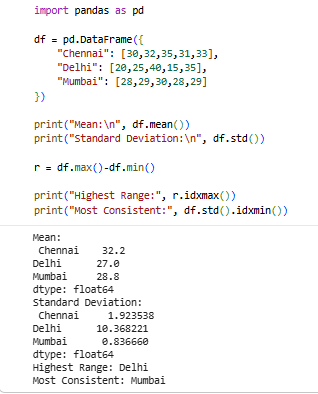 import pandas as pd
df = pd.DataFrame({
    "Chennai": [30,32,35,31,33],
    "Delhi": [20,25,40,15,35],
    "Mumbai": [28,29,30,28,29]
})
print("Mean:\n", df.mean())
print("Standard Deviation:\n", df.std())
r = df.max()-df.min()
print("Highest Range:", r.idxmax())
print("Most Consistent:", df.std().idxmin())
Mean:
 Chennai    32.2
Delhi      27.0
Mumbai     28.8
dtype: float64
Standard Deviation:
 Chennai     1.923538
Delhi      10.368221
Mumbai      0.836660
dtype: float64
Highest Range: Delhi
Most Consistent: Mumbai